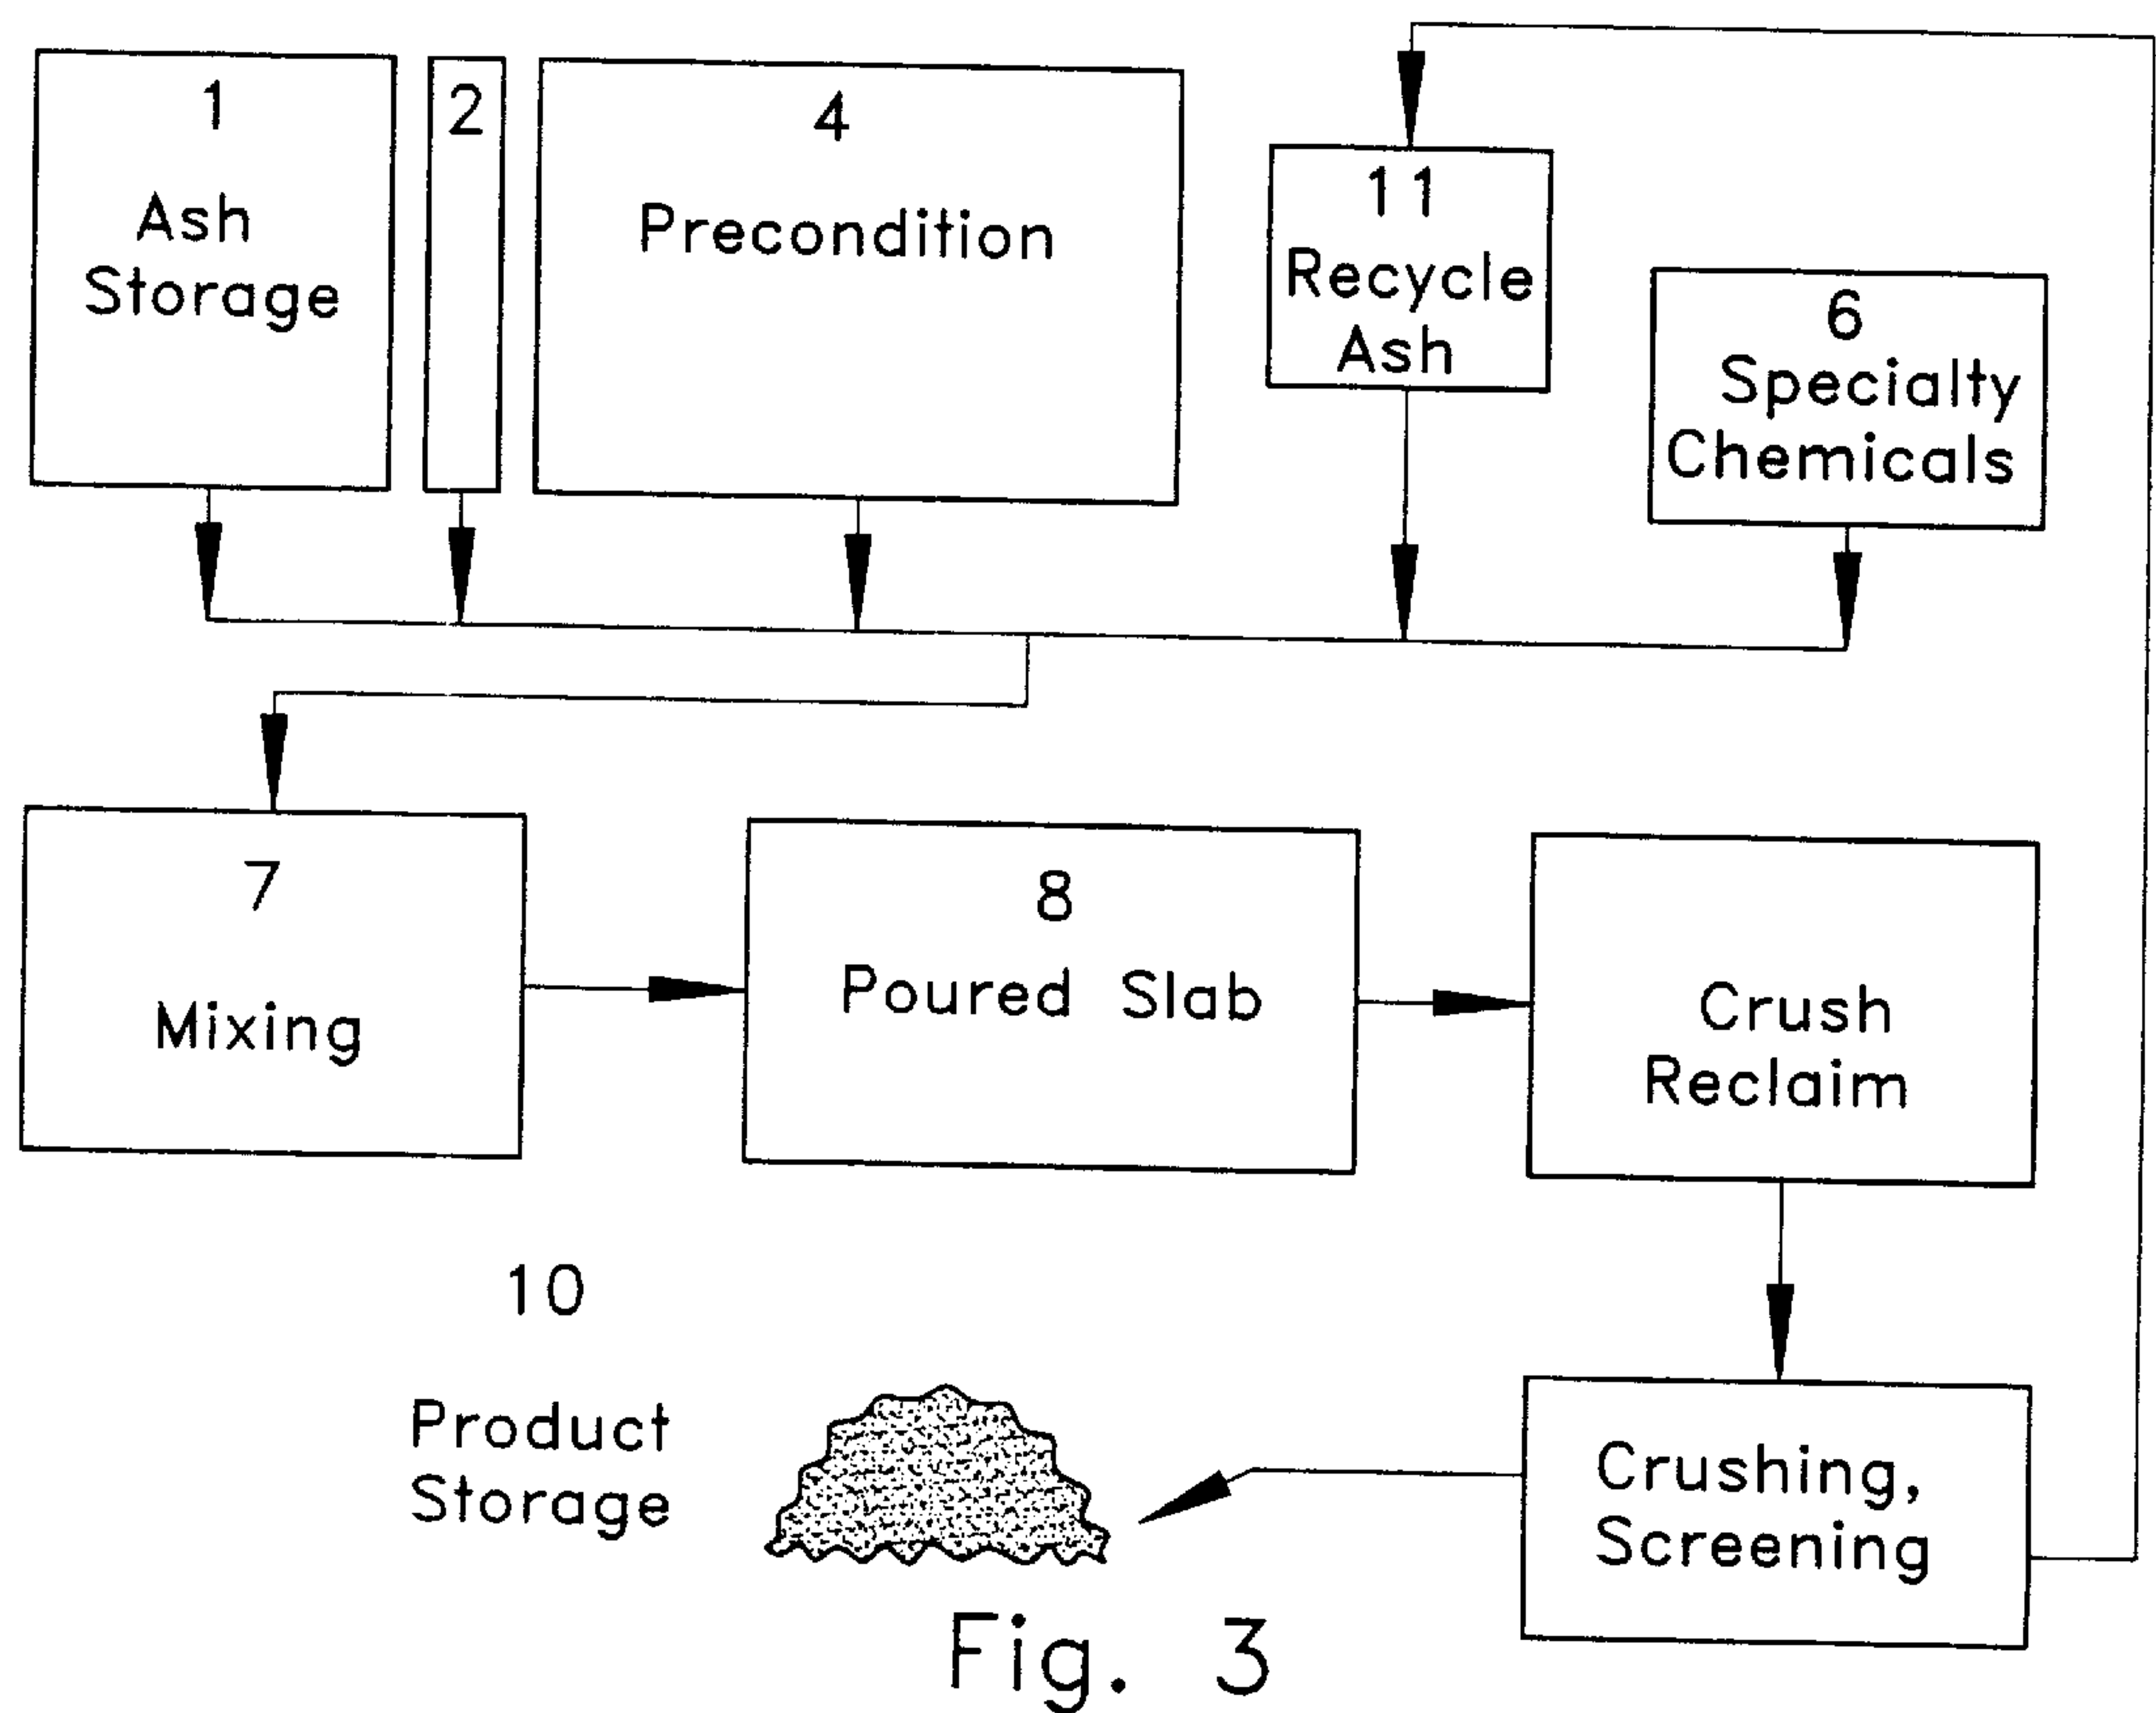 1
Ash
Storage
2
4
Precondition
11
Recycle
Ash
6
Specialty
Chemicals
7
Mixing
8
Poured Slab
Crush
Reclaim
10
Product
Storage
Crushing,
Screening
Fig. 3